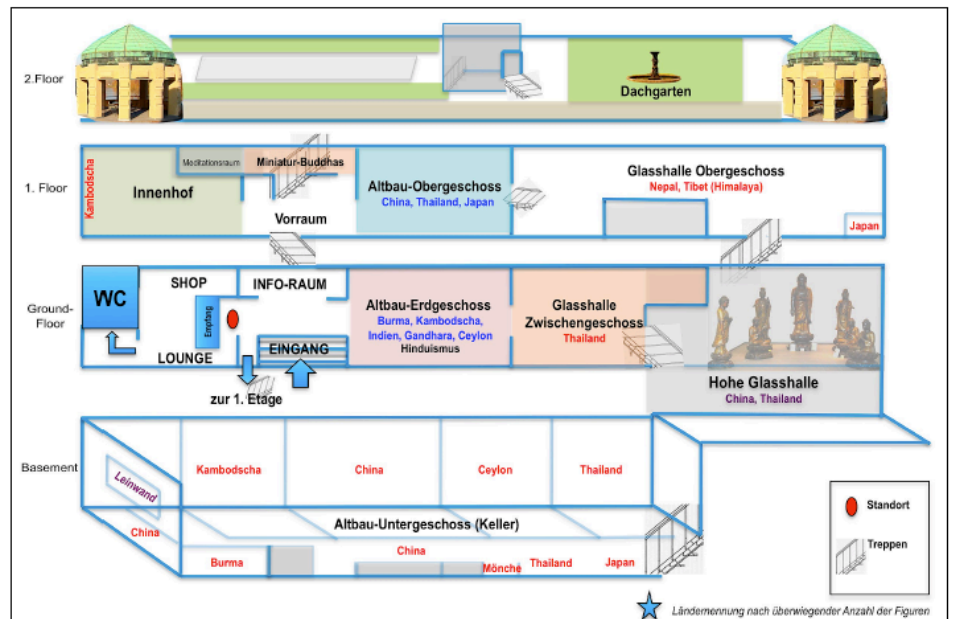 2.Floor
Dachgarten
1. Floor
Kambodscha
Innenhof
Meditationsraum
Miniatur-Buddhas
Vorraum
Altbau-Obergeschoss
China, Thailand, Japan
Glasshalle Obergeschoss
Nepal, Tibet (Himalaya)
Japan
Ground-
Floor
WC
SHOP
LOUNGE
Empfang
INFO-RAUM
EINGANG
zur 1. Etage
Altbau-Erdgeschoss
Burma, Kambodscha,
Indien, Gandhara, Ceylon
Hinduismus
Glasshalle
Zwischengeschoss
Thailand
Hohe Glasshalle
China, Thailand
Basement
Leinwand
China
Kambodscha
China
Ceylon
Thailand
Altbau-Untergeschoss (Keller)
Burma
China
Mönche
Thailand
Japan
Standort
Treppen
Ländernennung nach überwiegender Anzahl der Figuren